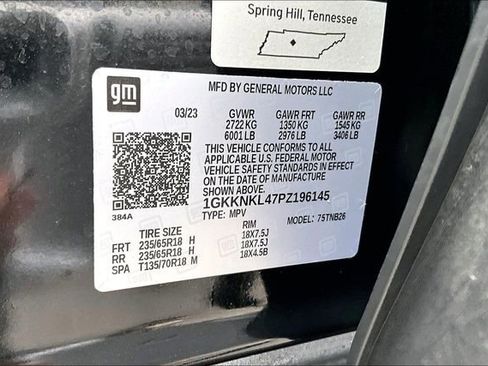 Spring Hill, Tennessee
gm
MFD BY GENERAL MOTORS LLC
03/23 GVWR GAWR FRT GAWR RR
2722 KG 1350 KG 1545 KG
6001 LB 2976 LB 3406 LB
THIS VEHICLE CONFORMS TO ALL
APPLICABLE U.S. FEDERAL MOTOR
VEHICLE SAFETY STANDARDS IN EFFECT
ON THE DATE OF MANUFACTURE
SHOWN ABOVE.
1GKKNKL47PZ196145
384A
TYPE: MPV MODEL: 75TNB26
TIRE SIZE RIM
FRT 235/65R18 H 18X7.5J
RR 235/65R18 H 18X7.5J
SPA T135/70R18 M 18X4.5B